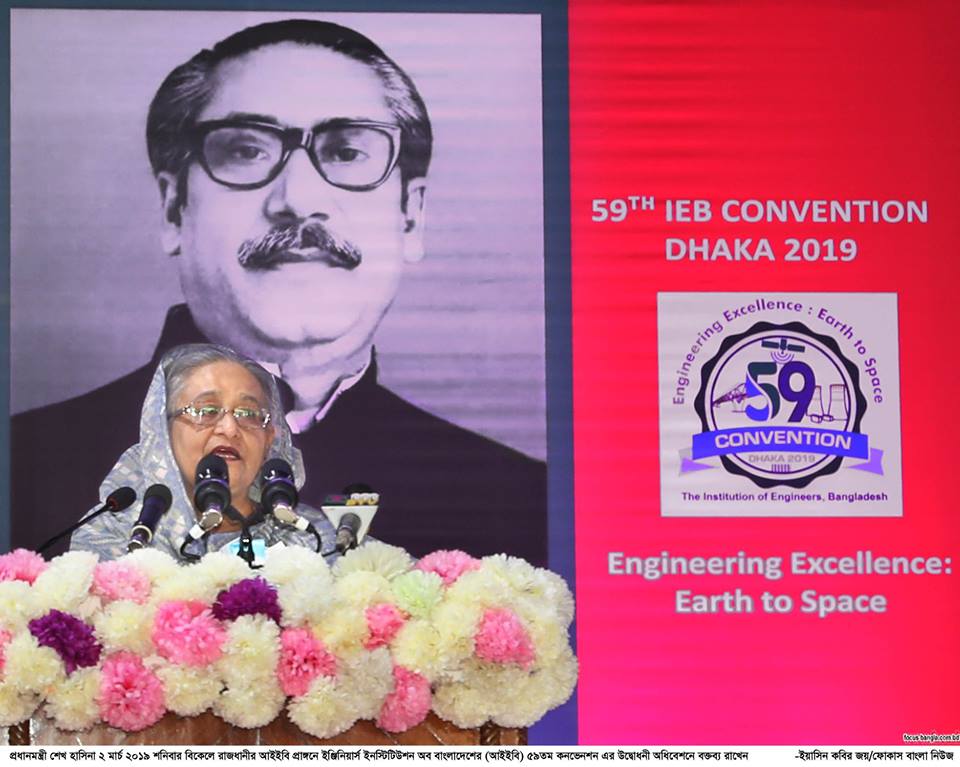 59TH IEB CONVENTION
DHAKA 2019
Engineering Excellence : Earth to Space
59
CONVENTION
DHAKA 2019
The Institution of Engineers, Bangladesh
Engineering Excellence:
Earth to Space
focus.bangla.com.bd
প্রধানমন্ত্রী শেখ হাসিনা ২ মার্চ ২০১৯ শনিবার বিকেলে রাজধানীর আইইবি প্রাঙ্গনে ইঞ্জিনিয়ার্স ইনস্টিটিউশন অব বাংলাদেশের (আইইবি) ৫৯তম কনভেনশন এর উদ্বোধনী অধিবেশনে বক্তব্য রাখেন -ইয়াসিন কবির জয়/ফোকাস বাংলা নিউজ